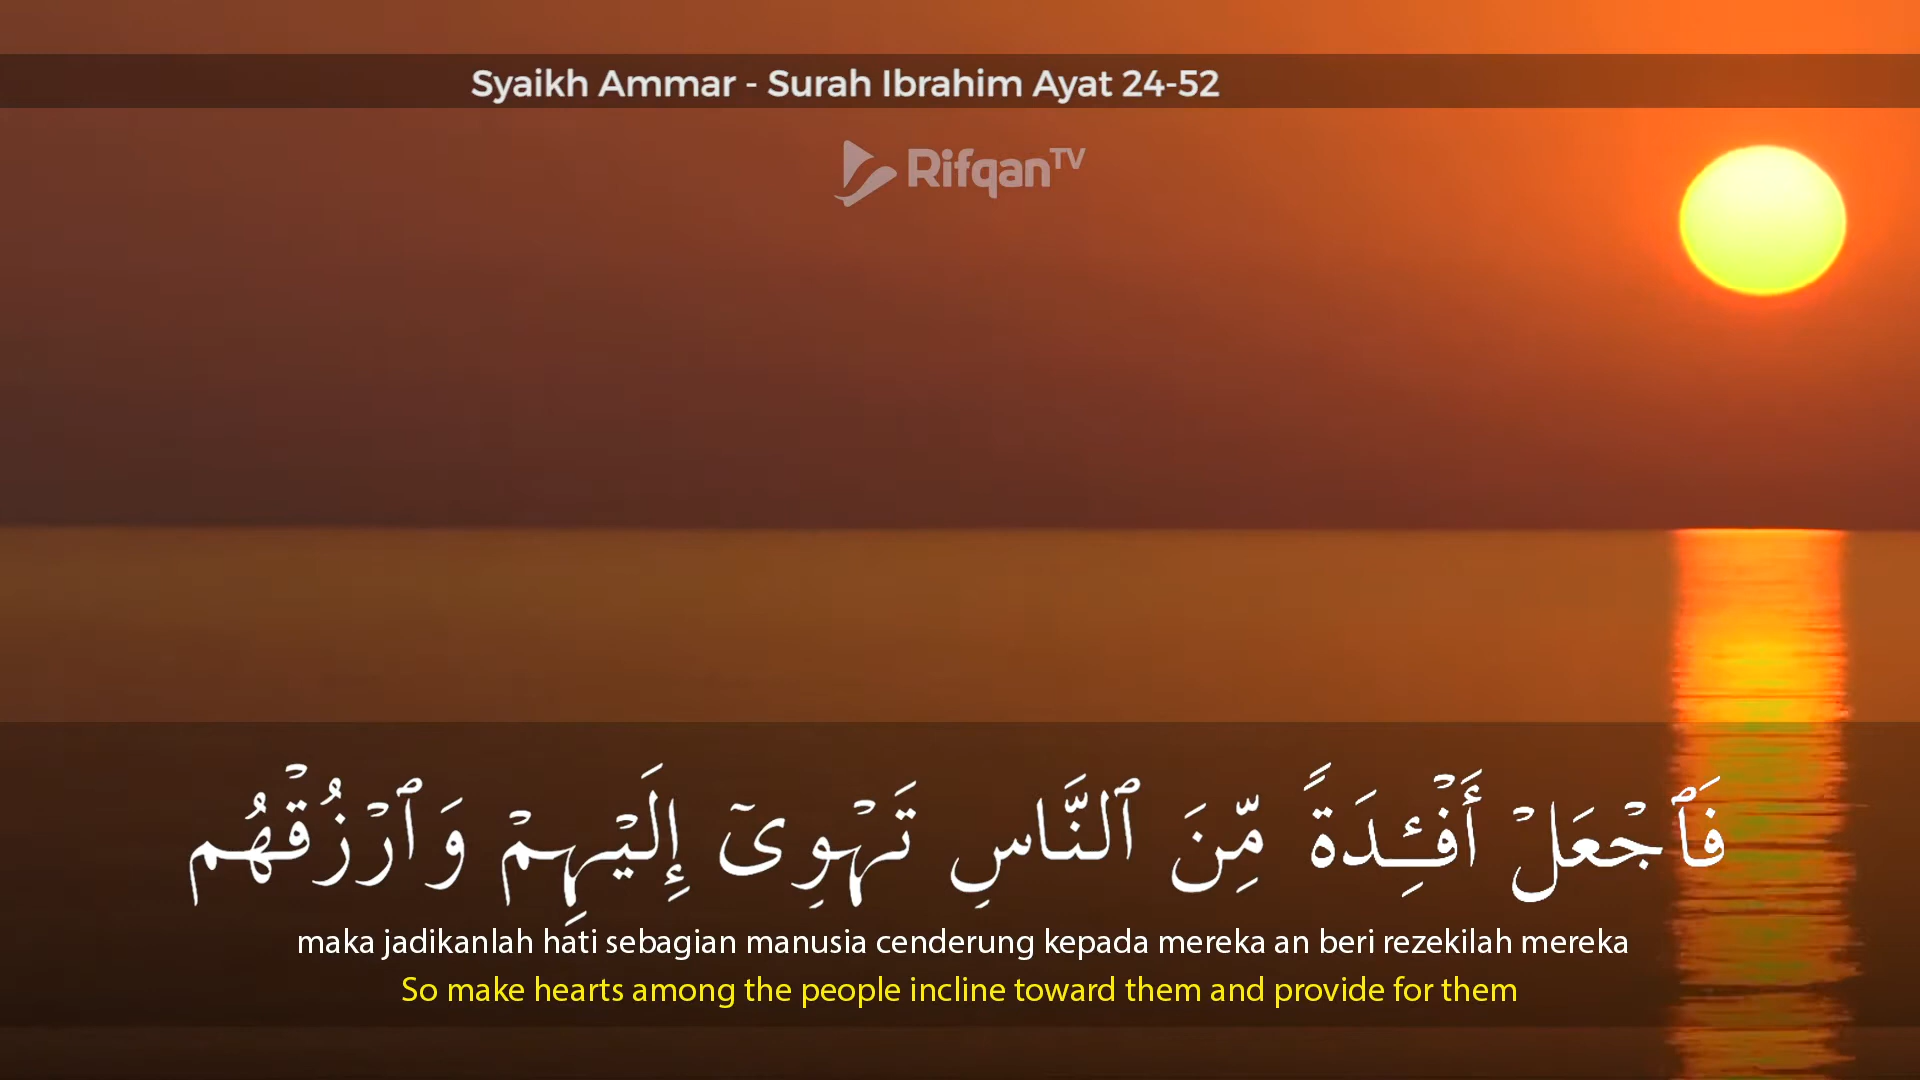 Syaikh Ammar - Surah Ibrahim Ayat 24-52
RifqanTV
فَٱجْعَلْ أَفْـِٔدَةً مِّنَ ٱلنَّاسِ تَهْوِىٓ إِلَيْهِمْ وَٱرْزُقْهُم
maka jadikanlah hati sebagian manusia cenderung kepada mereka an beri rezekilah mereka
So make hearts among the people incline toward them and provide for them